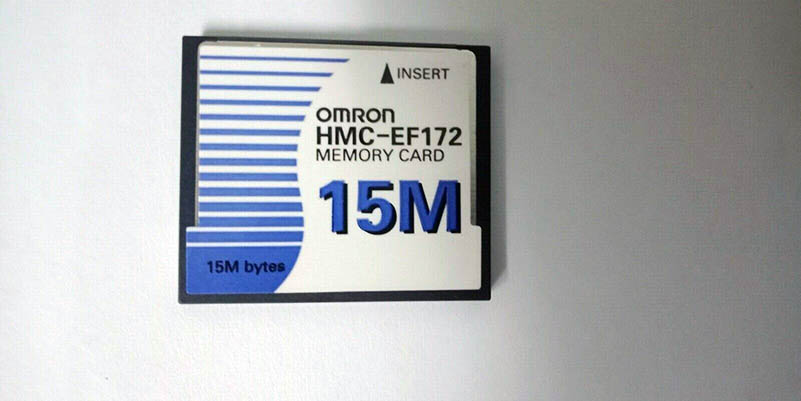 ▲INSERT
OMRON
HMC-EF172
MEMORY CARD
15M
15M bytes